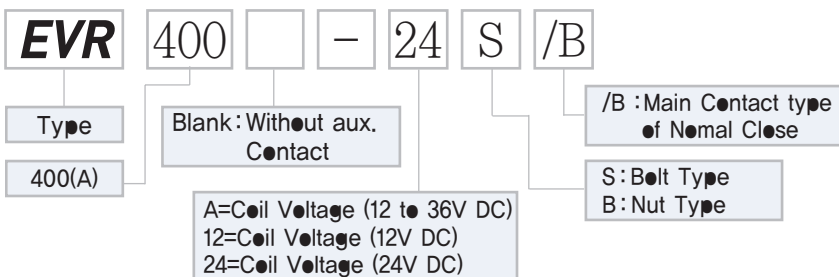 EVR 400 - 24 S /B
Type
400(A)
Blank : Without aux.
Contact
A=Coil Voltage (12 to 36V DC)
12=Coil Voltage (12V DC)
24=Coil Voltage (24V DC)
/B : Main Contact type
of Nomal Close
S : Bolt Type
B : Nut Type